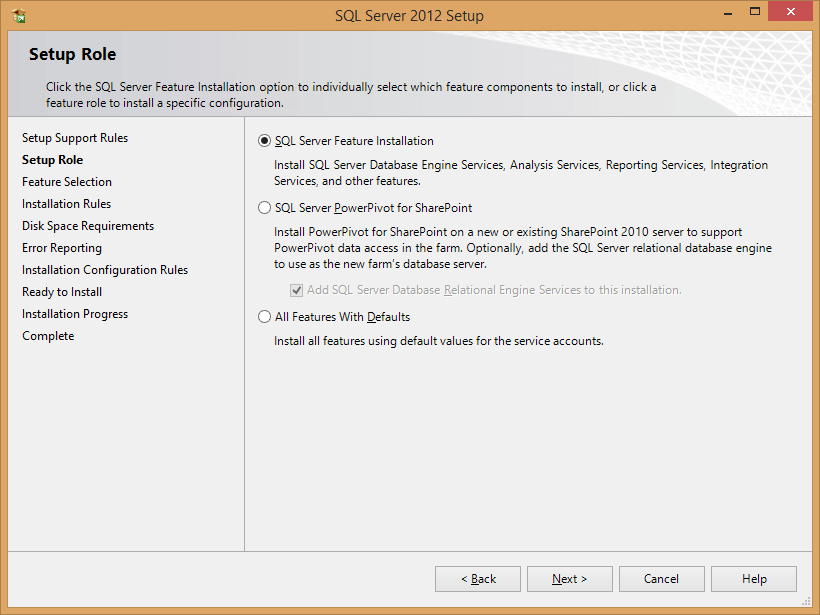 SQL Server 2012 Setup
Setup Role
Click the SQL Server Feature Installation option to individually select which feature components to install, or click a
feature role to install a specific configuration.
Setup Support Rules
Setup Role
Feature Selection
Installation Rules
Disk Space Requirements
Error Reporting
Installation Configuration Rules
Ready to Install
Installation Progress
Complete
SQL Server Feature Installation
Install SQL Server Database Engine Services, Analysis Services, Reporting Services, Integration
Services, and other features.
SQL Server PowerPivot for SharePoint
Install PowerPivot for SharePoint on a new or existing SharePoint 2010 server to support
PowerPivot data access in the farm. Optionally, add the SQL Server relational database engine
to use as the new farm's database server.
Add SQL Server Database Relational Engine Services to this installation.
All Features With Defaults
Install all features using default values for the service accounts.
< Back
Next >
Cancel
Help